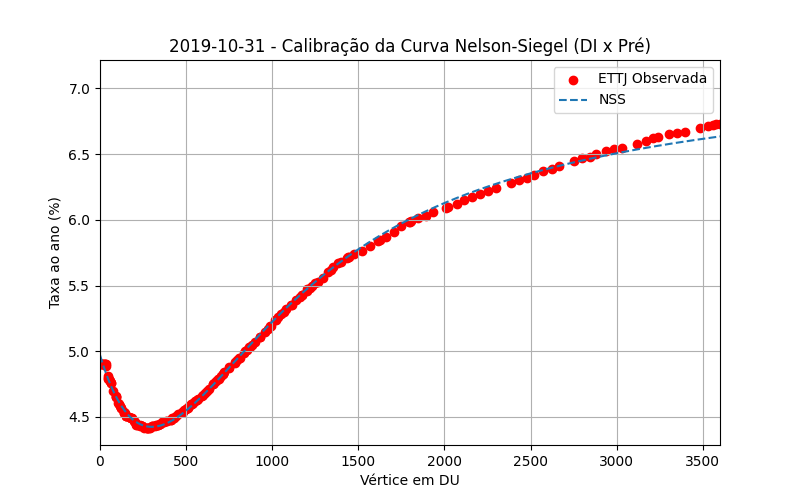 2019-10-31 - Calibração da Curva Nelson-Siegel (DI x Pré)
ETTJ Observada
NSS
Taxa ao ano (%)
7.0
6.5
6.0
5.5
5.0
4.5
0 500 1000 1500 2000 2500 3000 3500
Vértice em DU